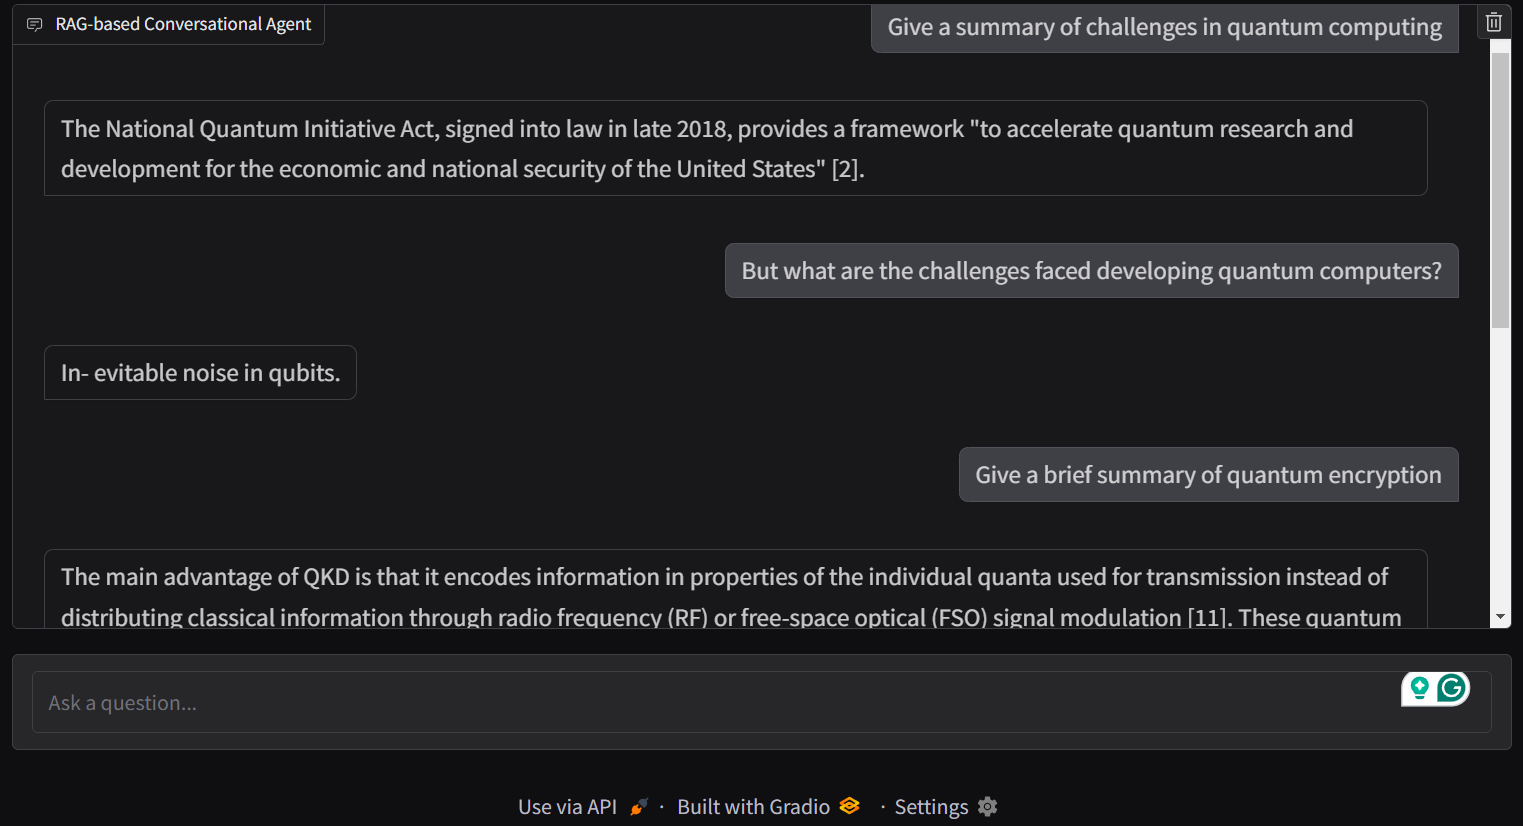 RAG-based Conversational Agent
Give a summary of challenges in quantum computing
The National Quantum Initiative Act, signed into law in late 2018, provides a framework "to accelerate quantum research and
development for the economic and national security of the United States" [2].
But what are the challenges faced developing quantum computers?
In- evitable noise in qubits.
Give a brief summary of quantum encryption
The main advantage of QKD is that it encodes information in properties of the individual quanta used for transmission instead of
distributing classical information through radio frequency (RF) or free-space optical (FSO) signal modulation [11]. These quantum
Ask a question...
Use via API · Built with Gradio · Settings